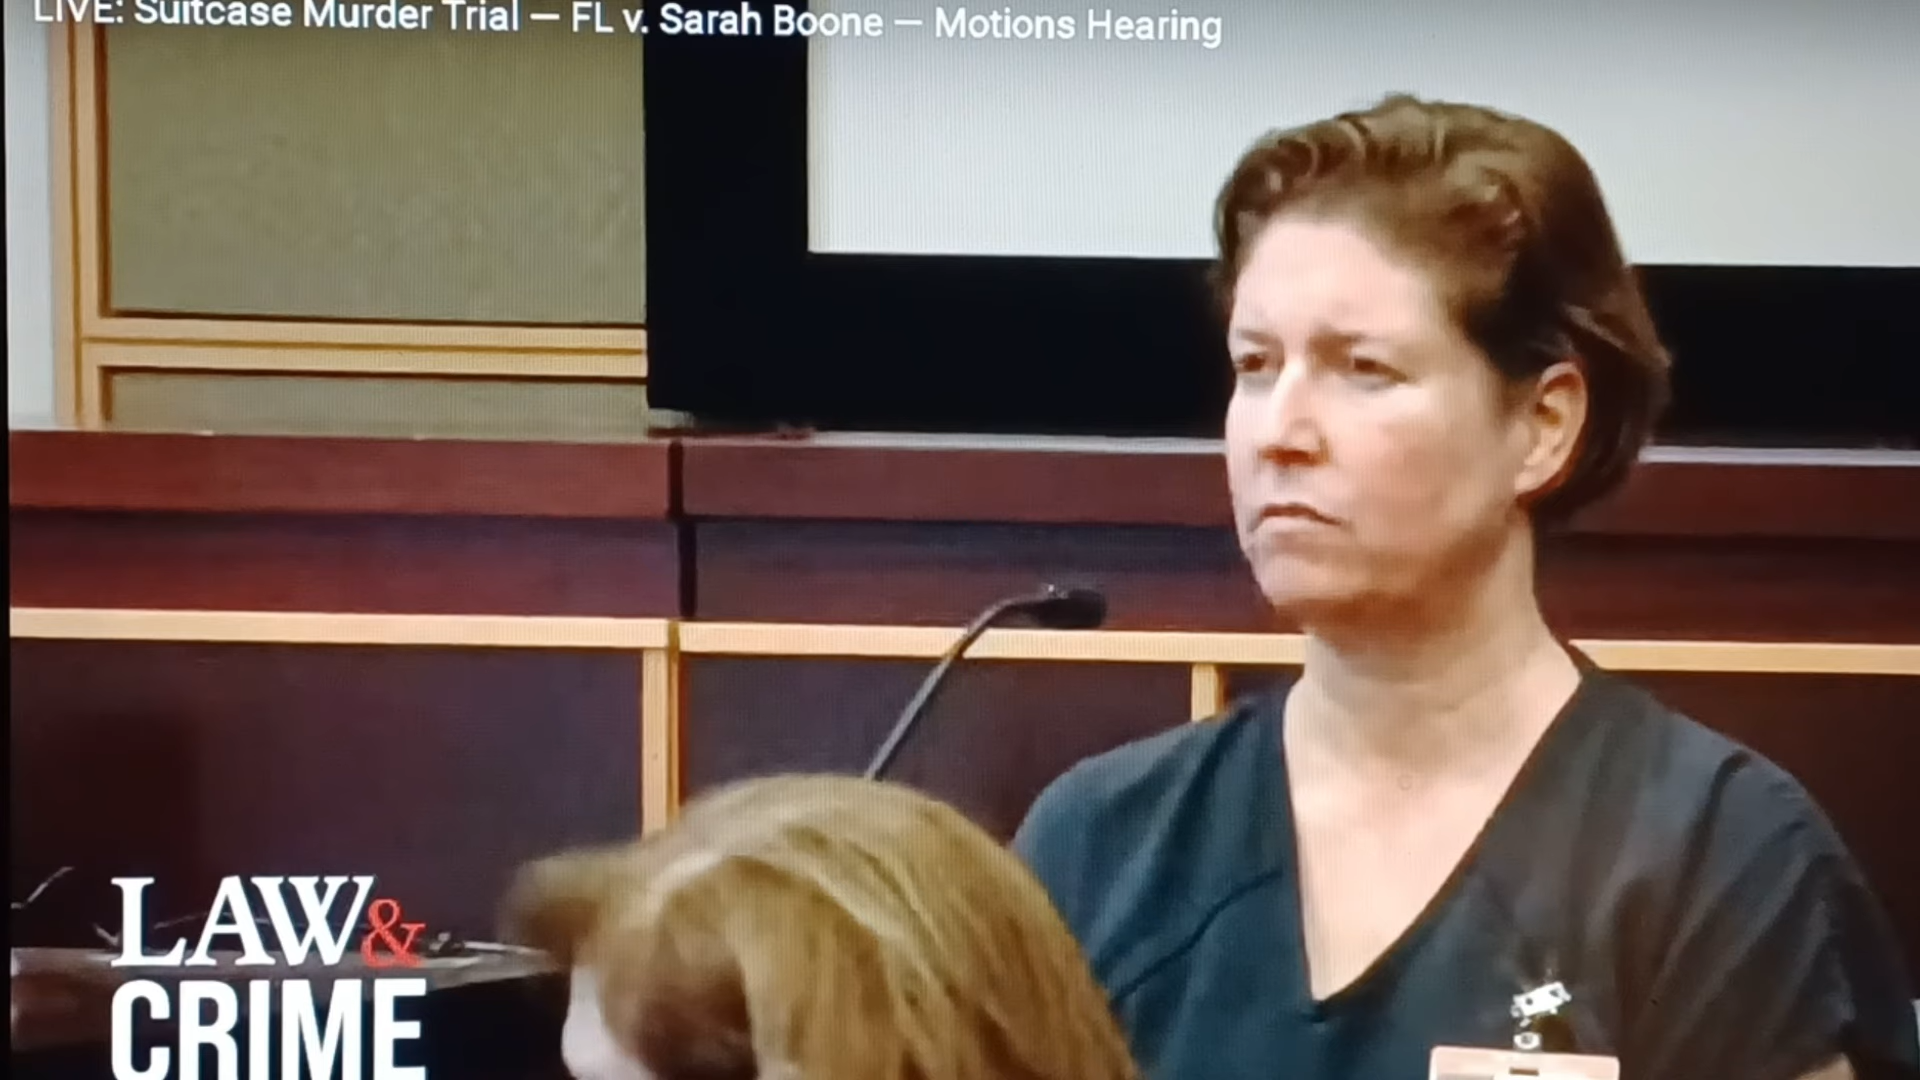 LIVE: Suitcase Murder Trial – FL v. Sarah Boone – Motions Hearing
LAW&
CRIME